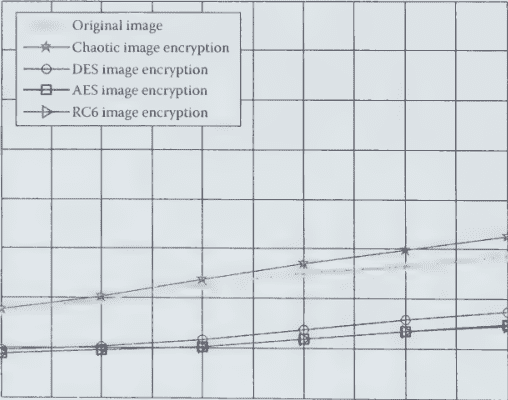 Original image
Chaotic image encryption
DES image encryption
AES image encryption
RC6 image encryption